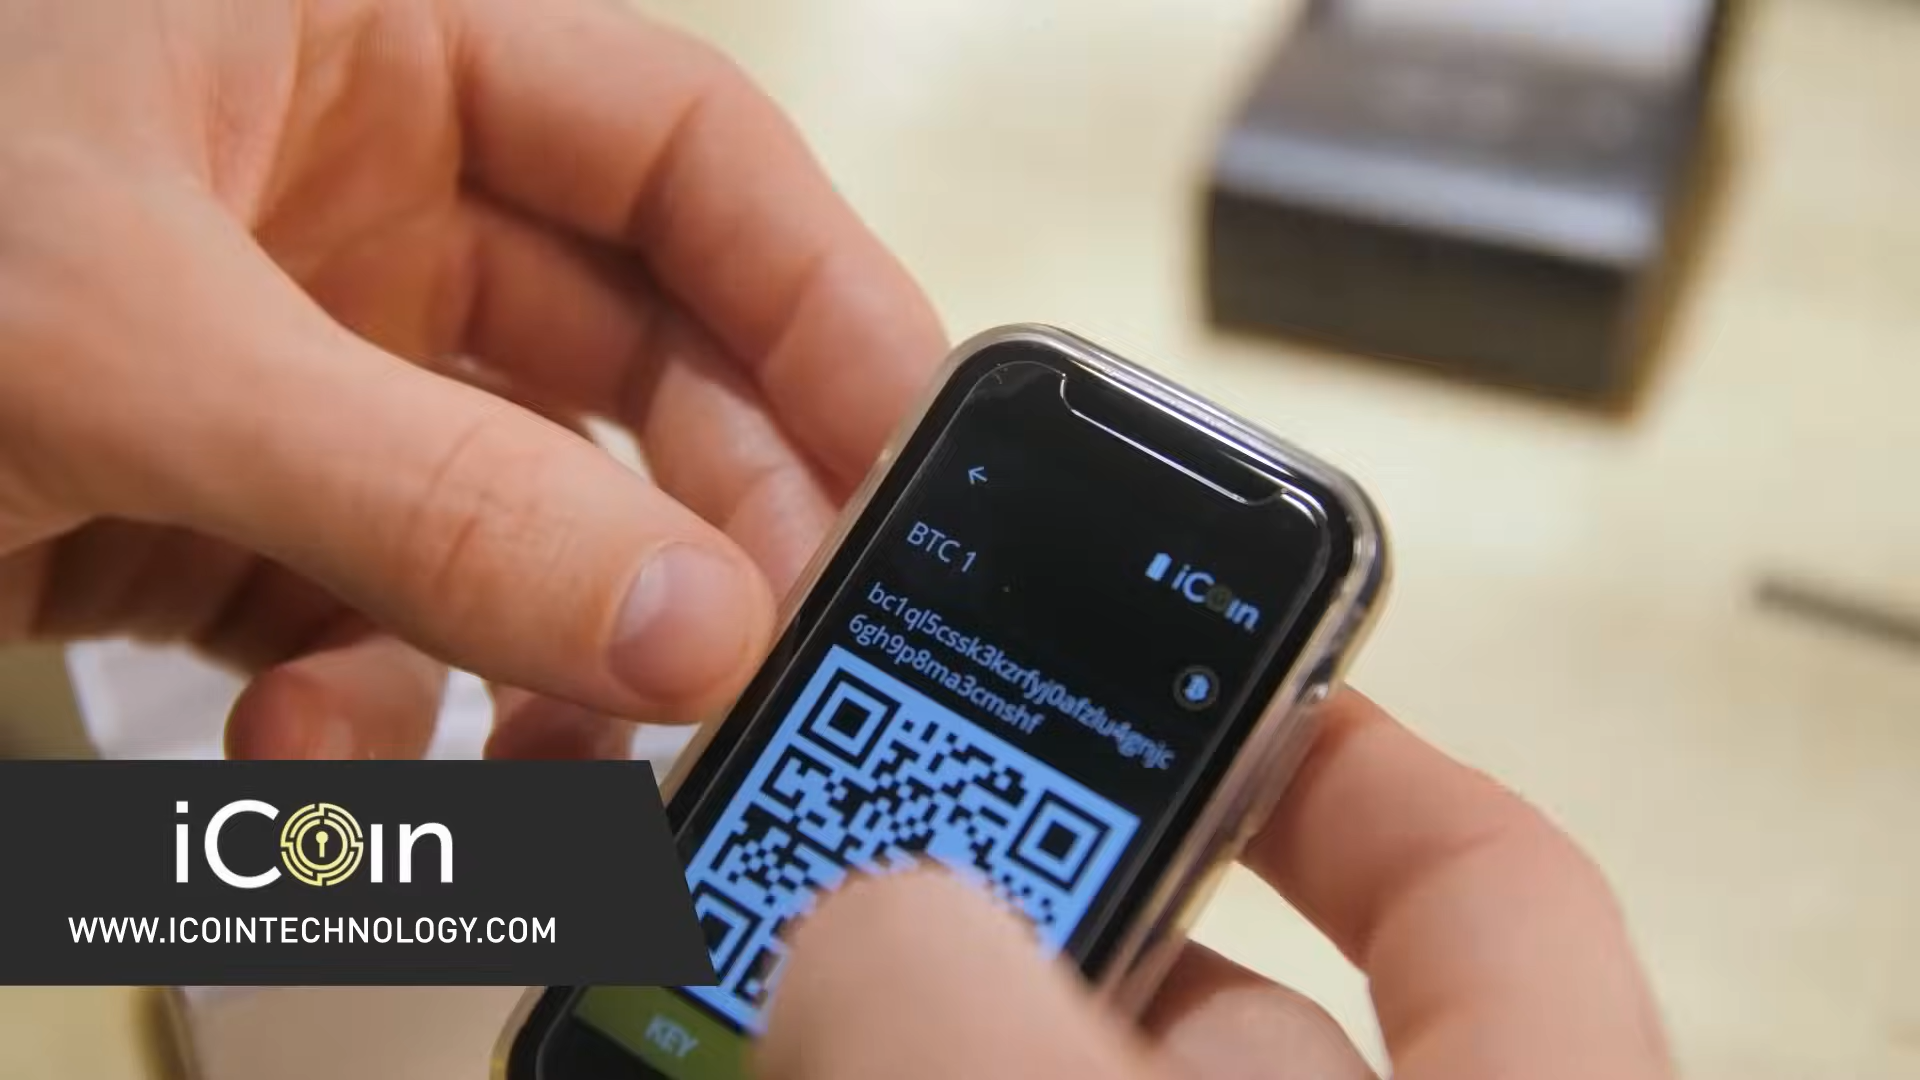 ←
BTC 1
iCoin
bc1ql5cssk3kzrfyj0afzlu4gnjc
6gh9p8ma3cmshf
KEY
iCoin
WWW.ICOINTECHNOLOGY.COM